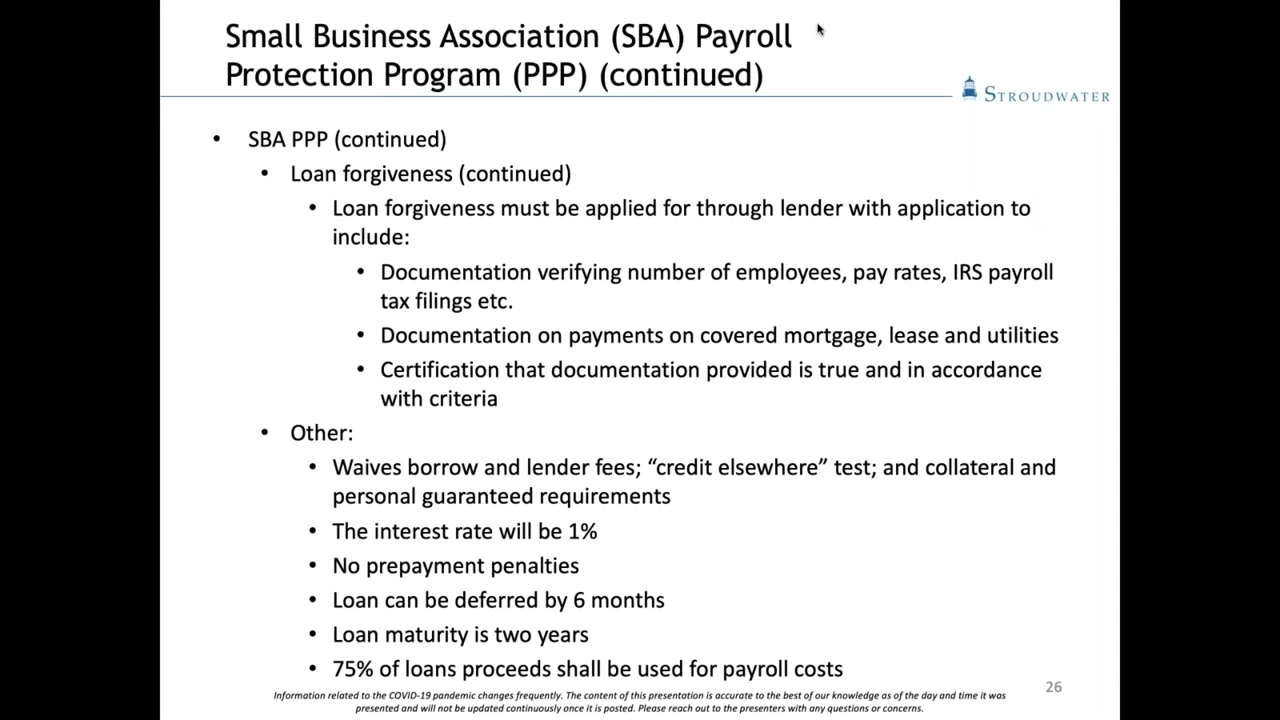 Small Business Association (SBA) Payroll
Protection Program (PPP) (continued)
STROUDWATER
• SBA PPP (continued)
• Loan forgiveness (continued)
• Loan forgiveness must be applied for through lender with application to
include:
• Documentation verifying number of employees, pay rates, IRS payroll
tax filings etc.
• Documentation on payments on covered mortgage, lease and utilities
• Certification that documentation provided is true and in accordance
with criteria
• Other:
• Waives borrow and lender fees; “credit elsewhere” test; and collateral and
personal guaranteed requirements
• The interest rate will be 1%
• No prepayment penalties
• Loan can be deferred by 6 months
• Loan maturity is two years
• 75% of loans proceeds shall be used for payroll costs
26
Information related to the COVID-19 pandemic changes frequently. The content of this presentation is accurate to the best of our knowledge as of the day and time it was
presented and will not be updated continuously once it is posted. Please reach out to the presenters with any questions or concerns.